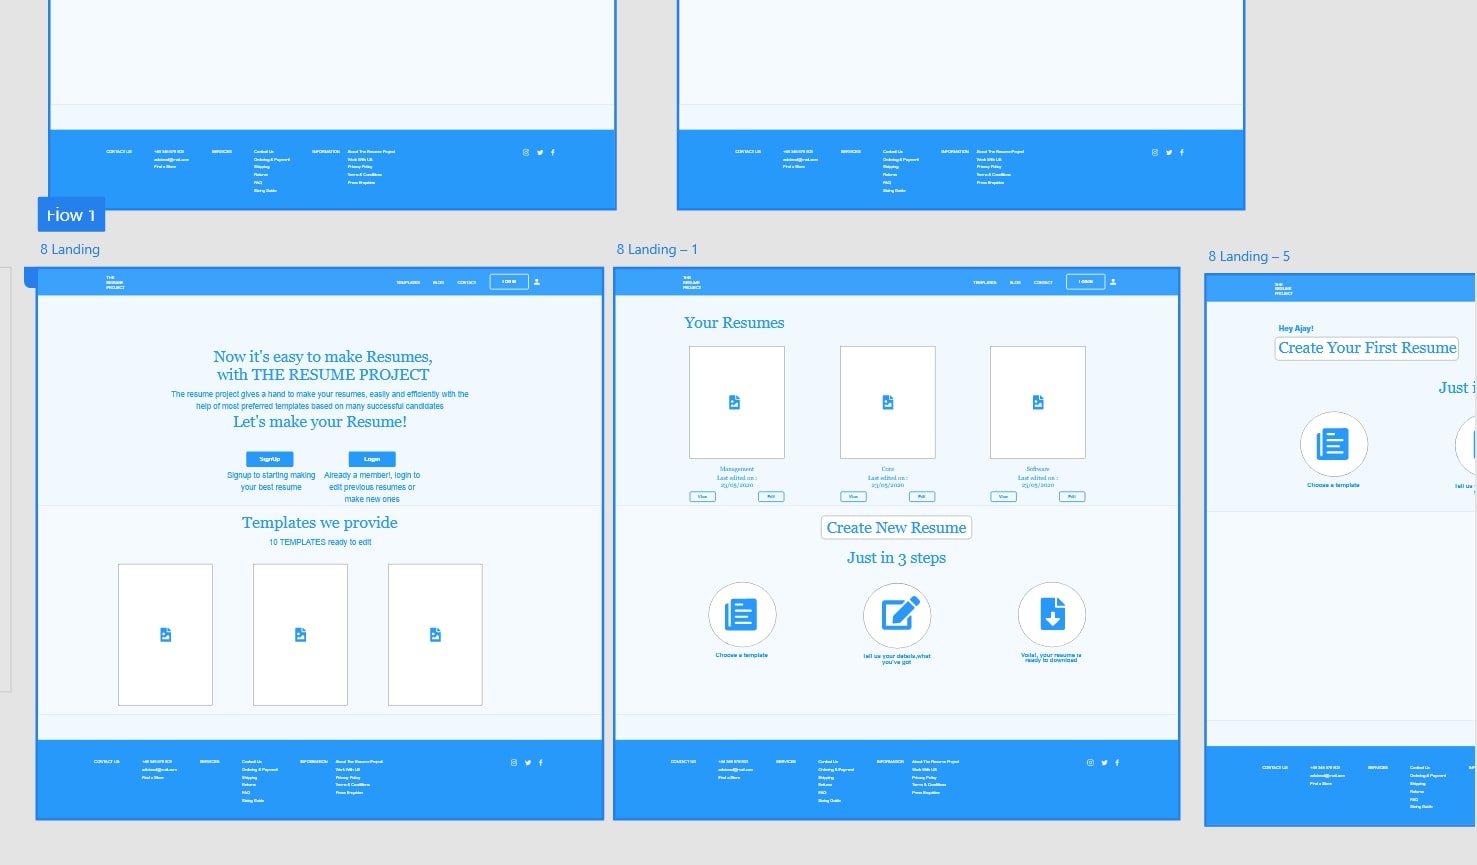 CONTACT US
SERVICES
Contact Us
Ordering & Payment
Shipping
Returns
FAQ
Sizing Guide
INFORMATION
About The Resume Project
Work With US
Privacy Policy
Terms & Conditions
Press Enquiries
CONTACT US
SERVICES
Contact Us
Ordering & Payment
Shipping
Returns
FAQ
Sizing Guide
INFORMATION
About The Resume Project
Work With US
Privacy Policy
Terms & Conditions
Press Enquiries
Flow 1
8 Landing
THE
RESUME
PROJECT
TEMPLATES
BLOG
CONTACT
LOGIN
Now it's easy to make Resumes,
with THE RESUME PROJECT
The resume project gives a hand to make your resumes, easily and efficiently with the
help of most preferred templates based on many successful candidates
Let's make your Resume!
SignUp
Login
Signup to starting making
your best resume
Already a member!, login to
edit previous resumes or
make new ones
Templates we provide
10 TEMPLATES ready to edit
CONTACT US
Find a Store
SERVICES
Contact Us
Ordering & Payment
Shipping
Returns
FAQ
Sizing Guide
INFORMATION
About The Resume Project
Work With US
Privacy Policy
Terms & Conditions
Press Enquiries
8 Landing – 1
THE
RESUME
PROJECT
TEMPLATES
BLOG
CONTACT
LOGIN
Your Resumes
Management
Last edited on :
23/05/2020
View
Edit
Core
Last edited on :
23/05/2020
View
Edit
Software
Last edited on :
23/05/2020
View
Edit
Create New Resume
Just in 3 steps
Choose a template
Tell us your details,what
you've got
Voila!, your resume is
ready to download
CONTACT US
Find a Store
SERVICES
Contact Us
Ordering & Payment
Shipping
Returns
FAQ
Sizing Guide
INFORMATION
About The Resume Project
Work With US
Privacy Policy
Terms & Conditions
Press Enquiries
8 Landing – 5
THE
RESUME
PROJECT
Hey Ajay!
Create Your First Resume
Just i
Choose a template
Tell us
CONTACT US
Find a Store
SERVICES
Contact Us
Ordering & Payment
Shipping
Returns
FAQ
Sizing Guide